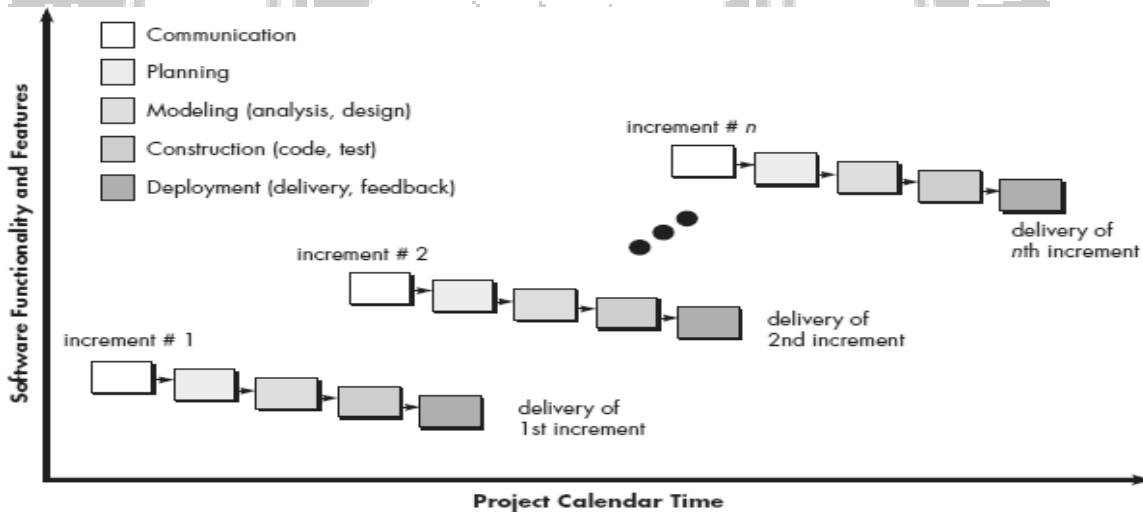 Software Functionality and Features
Communication
Planning
Modeling (analysis, design)
Construction (code, test)
Deployment (delivery, feedback)
increment # n
delivery of
nth increment
increment # 2
delivery of
2nd increment
increment # 1
delivery of
1st increment
Project Calendar Time